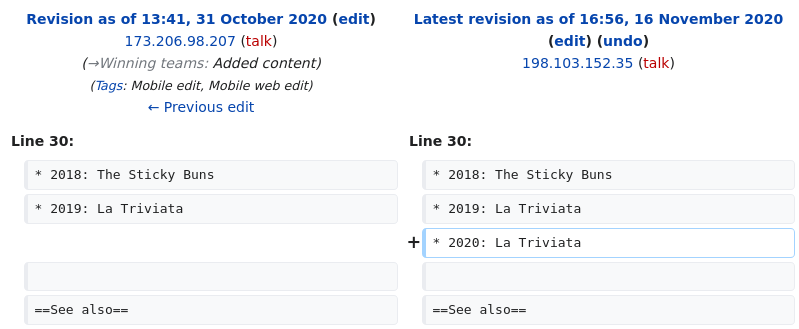 Revision as of 13:41, 31 October 2020 (edit)
173.206.98.207 (talk)
(→Winning teams: Added content)
(Tags: Mobile edit, Mobile web edit)
← Previous edit
Latest revision as of 16:56, 16 November 2020
(edit) (undo)
198.103.152.35 (talk)
Line 30:
* 2018: The Sticky Buns
* 2019: La Triviata
==See also==
Line 30:
* 2018: The Sticky Buns
* 2019: La Triviata
+ * 2020: La Triviata
==See also==